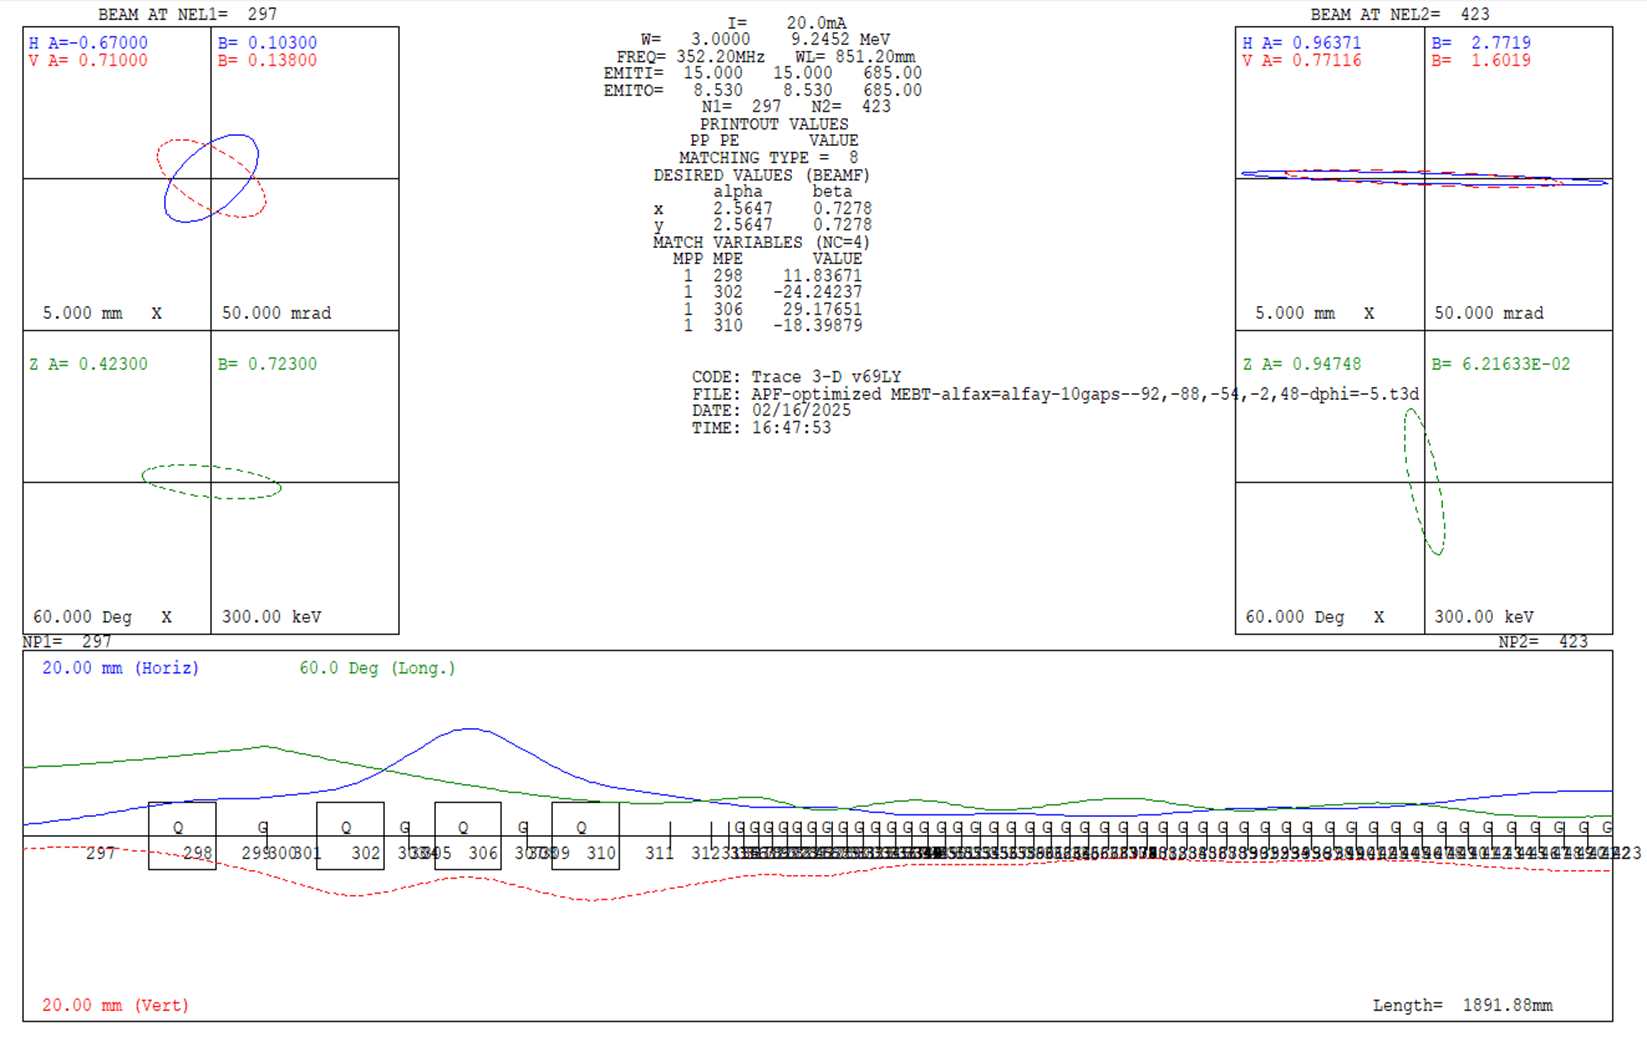 BEAM AT NEL1=  297
H A=-0.67000 B= 0.10300
V A= 0.71000 B= 0.13800
5.000 mm X 50.000 mrad
Z A= 0.42300 B= 0.72300
60.000 Deg X 300.00 keV
NP1=  297
I= 20.0mA
W= 3.0000 9.2452 MeV
FREQ= 352.20MHz WL= 851.20mm
EMITI= 15.000 15.000 685.00
EMITO= 8.530 8.530 685.00
N1= 297 N2= 423
PRINTOUT VALUES
PP PE VALUE
MATCHING TYPE = 8
DESIRED VALUES (BEAMF)
alpha beta
x 2.5647 0.7278
y 2.5647 0.7278
MATCH VARIABLES (NC=4)
MPP MPE VALUE
1 298 11.83671
1 302 -24.24237
1 306 29.17651
1 310 -18.39879
CODE: Trace 3-D v69LY
FILE: APF-optimized MEBT-alfax=alfay-10gaps--92,-88,-54,-2,48-dphi=-5.t3d
DATE: 02/16/2025
TIME: 16:47:53
BEAM AT NEL2=  423
H A= 0.96371 B= 2.7719
V A= 0.77116 B= 1.6019
5.000 mm X 50.000 mrad
Z A= 0.94748 B= 6.21633E-02
60.000 Deg X 300.00 keV
NP2=  423
20.00 mm (Horiz) 60.0 Deg (Long.)
Q G Q G Q G Q G G G G G G G G G G G G G G G G G G G G G G G G G G G G G G G G G G G G G G G G G G G G G G
297 298 299 300 301 302 306 310 311 312
20.00 mm (Vert)
Length= 1891.88mm